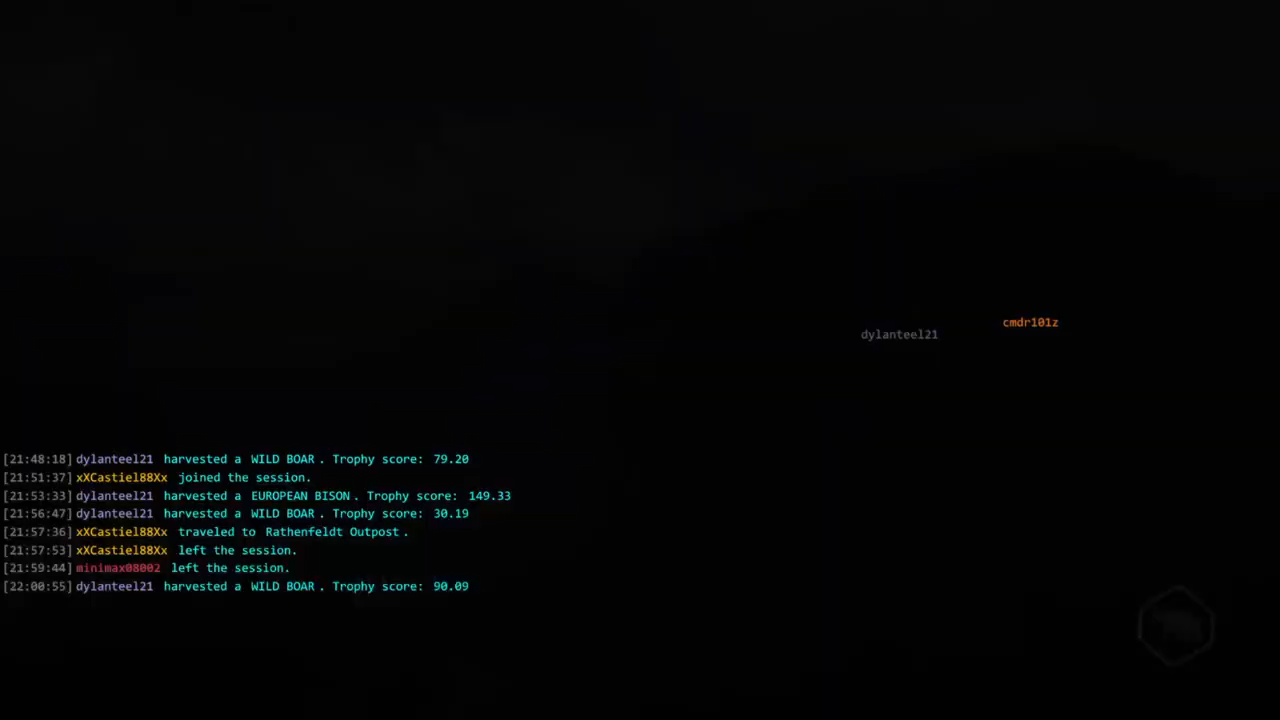 cmdr101z
dylanteel21
[21:48:18] dylanteel21 harvested a WILD BOAR. Trophy score: 79.20
[21:51:37] xXCastiel88Xx joined the session.
[21:53:33] dylanteel21 harvested a EUROPEAN BISON. Trophy score: 149.33
[21:56:47] dylanteel21 harvested a WILD BOAR. Trophy score: 30.19
[21:57:36] xXCastiel88Xx traveled to Rathenfeldt Outpost.
[21:57:53] xXCastiel88Xx left the session.
[21:59:44] minimax08002 left the session.
[22:00:55] dylanteel21 harvested a WILD BOAR. Trophy score: 90.09